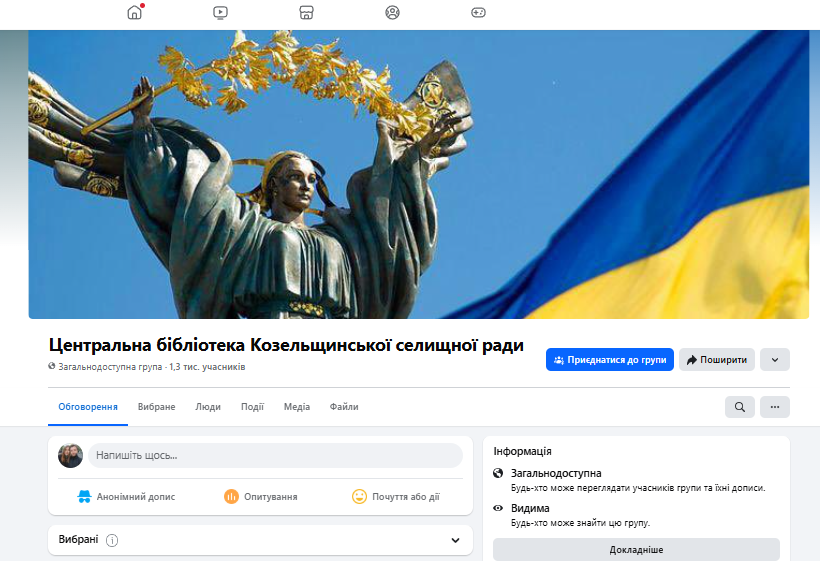 Центральна бібліотека Козельщинської селищної ради
Загальнодоступна група · 1,3 тис. учасників
Приєднатися до групи
Поширити
Обговорення
Вибране
Люди
Події
Медіа
Файли
Напишіть щось...
Анонімний допис
Опитування
Почуття або дії
Вибрані
Інформація
Загальнодоступна
Будь-хто може переглядати учасників групи та їхні дописи.
Видима
Будь-хто може знайти цю групу.
Докладніше